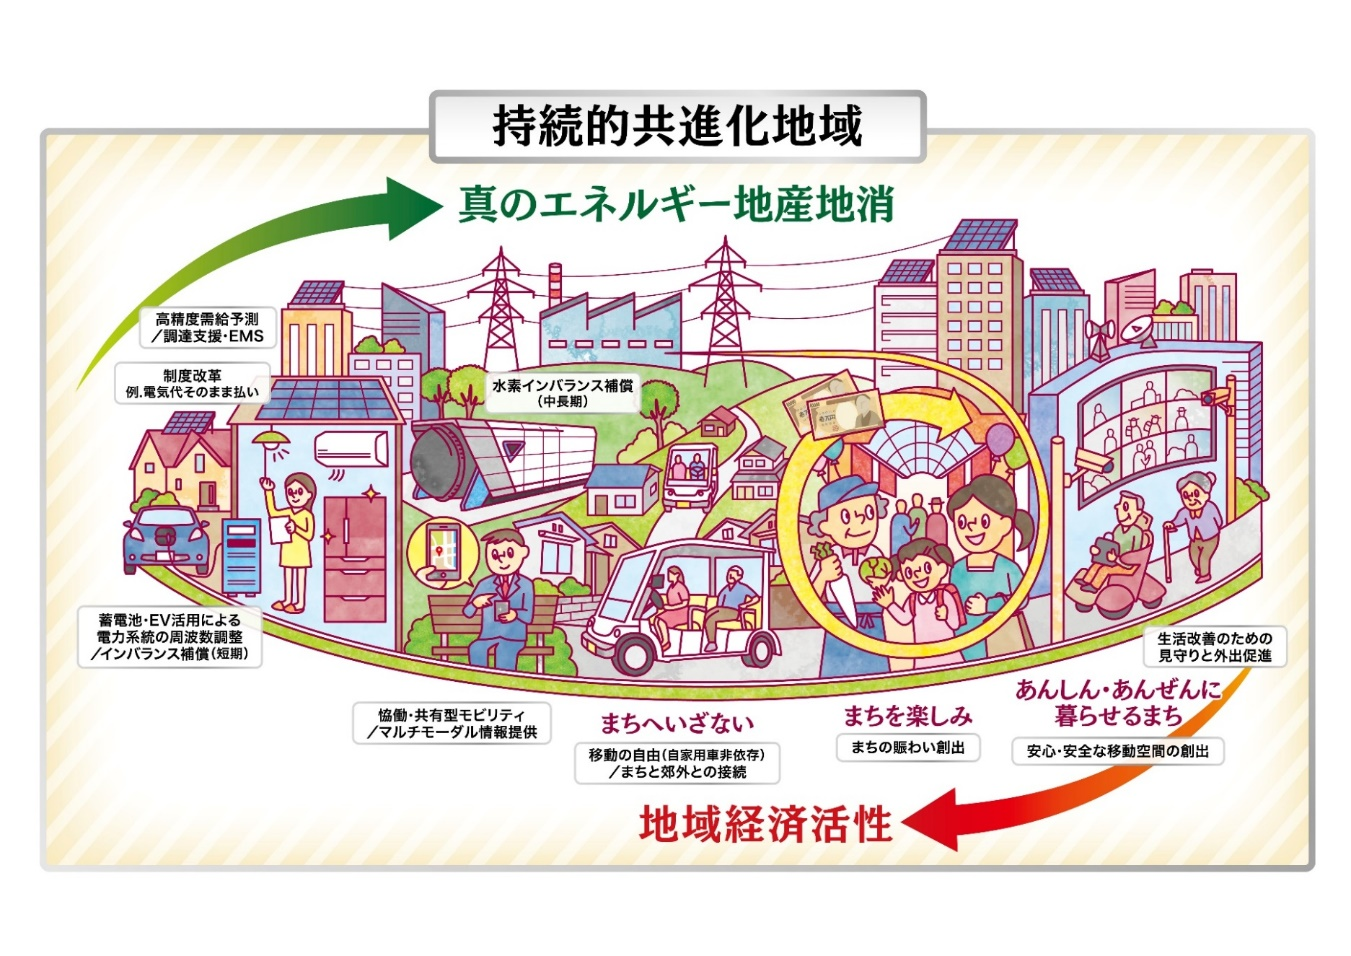 持続的共進化地域
真のエネルギー地産地消
高精度需給予測
／調達支援・EMS
制度改革
例.電気代そのまま払い
水素インバランス補償
（中長期）
蓄電池・EV活用による
電力系統の周波数調整
／インバランス補償（短期）
協働・共有型モビリティ
／マルチモーダル情報提供
まちへいざない
移動の自由（自家用車非依存）
／まちと郊外との接続
まちを楽しみ
まちの賑わい創出
生活改善のための
見守りと外出促進
あんしん・あんぜんに
暮らせるまち
安心・安全な移動空間の創出
地域経済活性